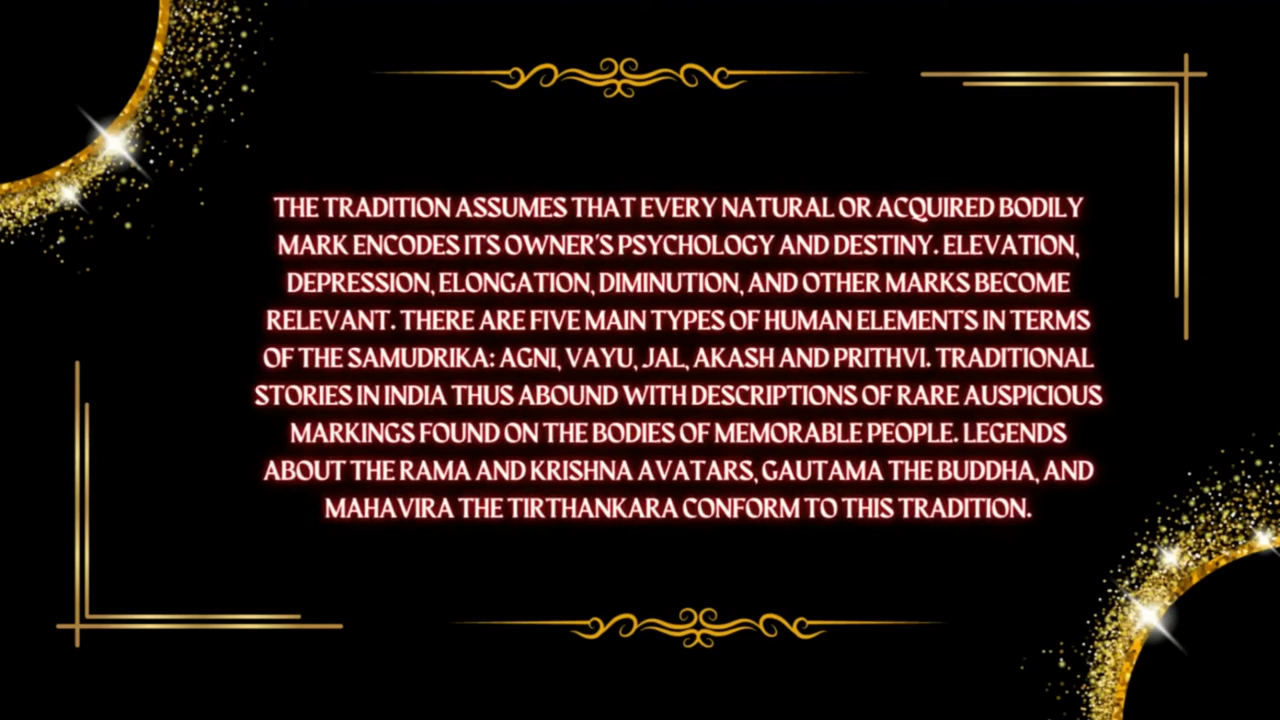 THE TRADITION ASSUMES THAT EVERY NATURAL OR ACQUIRED BODILY
MARK ENCODES ITS OWNER'S PSYCHOLOGY AND DESTINY. ELEVATION,
DEPRESSION, ELONGATION, DIMINUTION, AND OTHER MARKS BECOME
RELEVANT. THERE ARE FIVE MAIN TYPES OF HUMAN ELEMENTS IN TERMS
OF THE SAMUDRIKA: AGNI, VAYU, JAL, AKASH AND PRITHVI. TRADITIONAL
STORIES IN INDIA THUS ABOUND WITH DESCRIPTIONS OF RARE AUSPICIOUS
MARKINGS FOUND ON THE BODIES OF MEMORABLE PEOPLE. LEGENDS
ABOUT THE RAMA AND KRISHNA AVATARS, GAUTAMA THE BUDDHA, AND
MAHAVIRA THE TIRTHANKARA CONFORM TO THIS TRADITION.